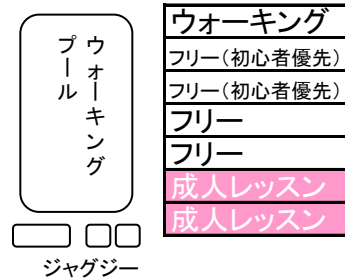 ウォーキング
プール
ジャグジー
ウォーキング
フリー（初心者優先）
フリー（初心者優先）
フリー
フリー
成人レッスン
成人レッスン